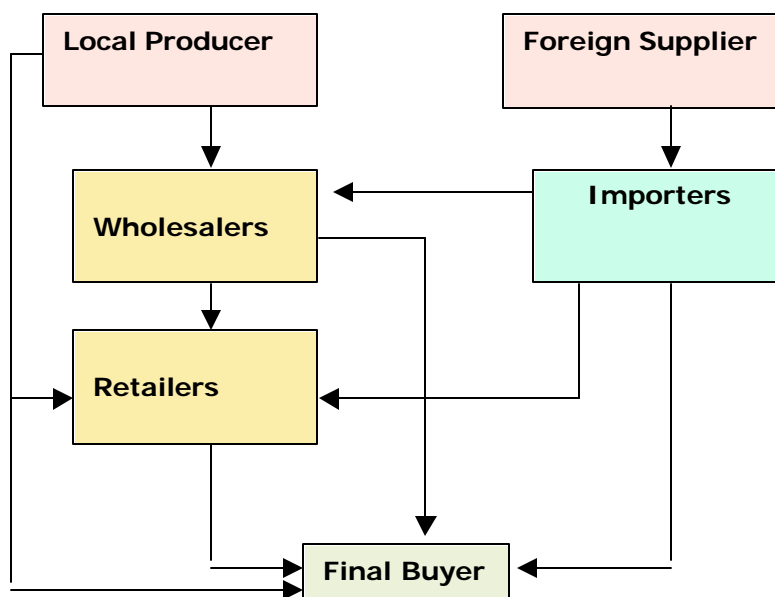 Local Producer
Foreign Supplier
Importers
Wholesalers
Retailers
Final Buyer